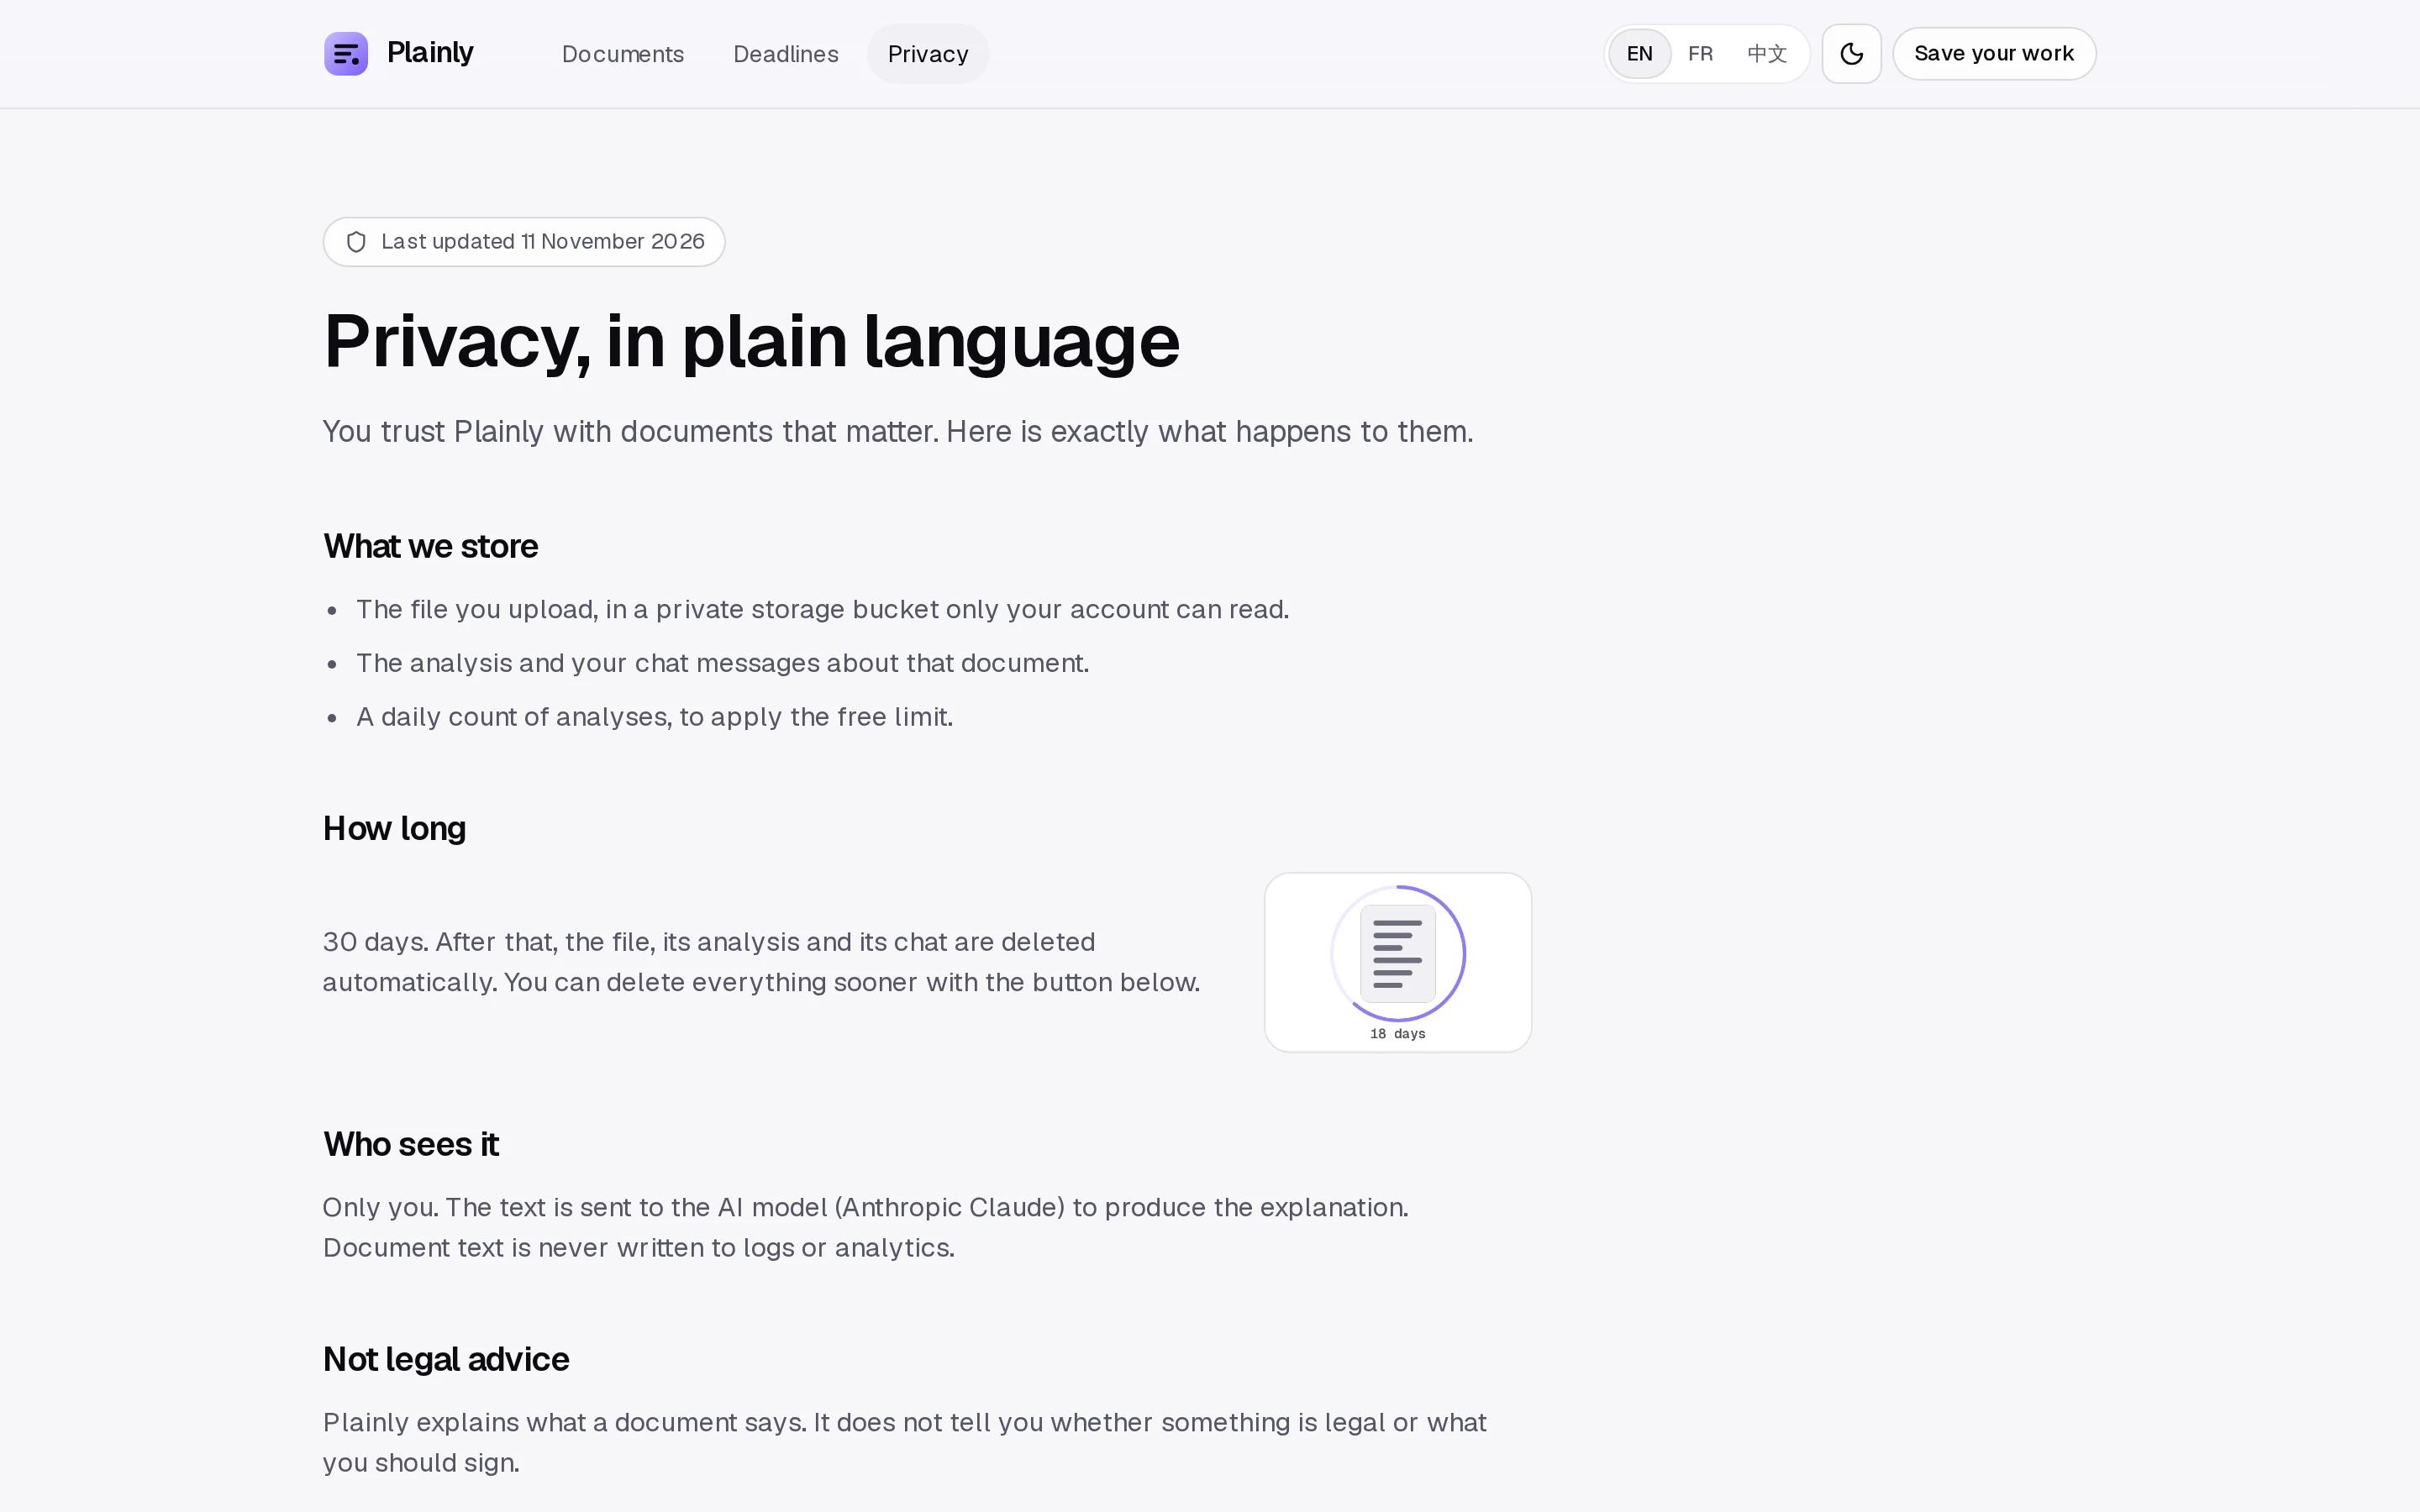 Plainly
Documents
Deadlines
Privacy
EN
FR
中文
Save your work
Last updated 11 November 2026
Privacy, in plain language
You trust Plainly with documents that matter. Here is exactly what happens to them.
What we store
• The file you upload, in a private storage bucket only your account can read.
• The analysis and your chat messages about that document.
• A daily count of analyses, to apply the free limit.
How long
30 days. After that, the file, its analysis and its chat are deleted
automatically. You can delete everything sooner with the button below.
18 days
Who sees it
Only you. The text is sent to the AI model (Anthropic Claude) to produce the explanation.
Document text is never written to logs or analytics.
Not legal advice
Plainly explains what a document says. It does not tell you whether something is legal or what
you should sign.